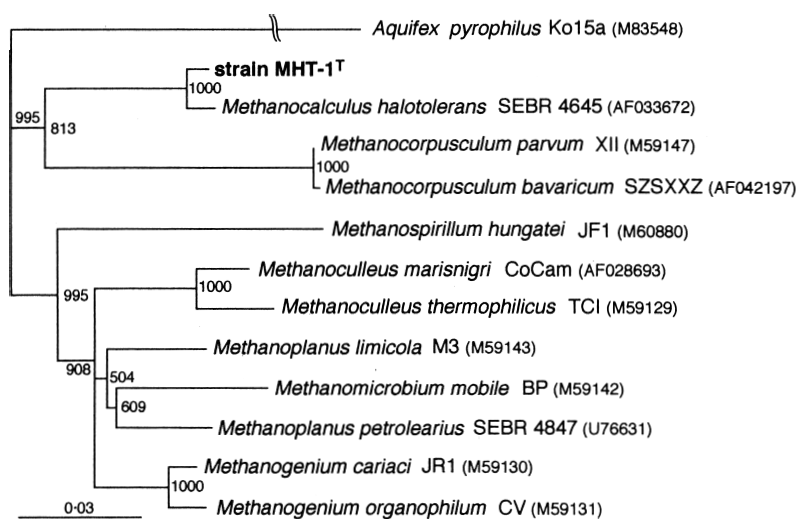 Aquifex pyrophilus Ko15a (M83548)
strain MHT-1ᵀ
1000
Methanocalculus halotolerans SEBR 4645 (AF033672)
995
813
Methanocorpusculum parvum XII (M59147)
1000
Methanocorpusculum bavaricum SZSXXZ (AF042197)
Methanospirillum hungatei JF1 (M60880)
Methanoculleus marisnigri CoCam (AF028693)
995
1000
Methanoculleus thermophilicus TCI (M59129)
Methanoplanus limicola M3 (M59143)
908
504
Methanomicrobium mobile BP (M59142)
609
Methanoplanus petrolearius SEBR 4847 (U76631)
Methanogenium cariaci JR1 (M59130)
1000
Methanogenium organophilum CV (M59131)
0·03